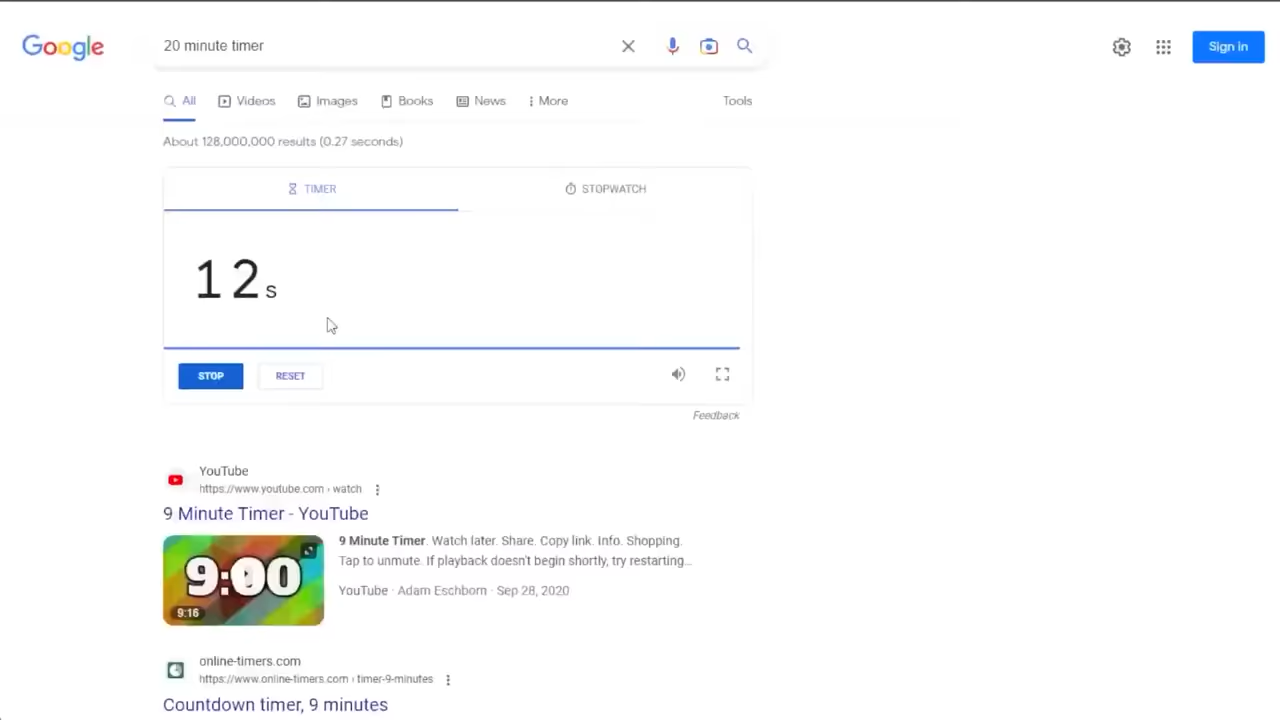 Google
20 minute timer
Sign in
All
Videos
Images
Books
News
More
Tools
About 128,000,000 results (0.27 seconds)
TIMER
STOPWATCH
12s
STOP
RESET
Feedback
YouTube
https://www.youtube.com › watch
9 Minute Timer - YouTube
9:00
9:16
9 Minute Timer. Watch later. Share. Copy link. Info. Shopping.
Tap to unmute. If playback doesn't begin shortly, try restarting...
YouTube · Adam Eschborn · Sep 28, 2020
online-timers.com
https://www.online-timers.com › timer-9-minutes
Countdown timer, 9 minutes